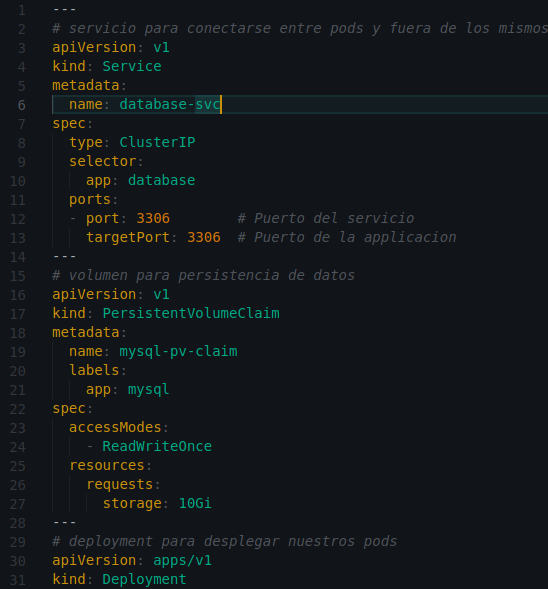 1 ---
2 # servicio para conectarse entre pods y fuera de los mismos
3 apiVersion: v1
4 kind: Service
5 metadata:
6   name: database-svc
7 spec:
8   type: ClusterIP
9   selector:
10     app: database
11   ports:
12   - port: 3306        # Puerto del servicio
13     targetPort: 3306  # Puerto de la applicacion
14 ---
15 # volumen para persistencia de datos
16 apiVersion: v1
17 kind: PersistentVolumeClaim
18 metadata:
19   name: mysql-pv-claim
20   labels:
21     app: mysql
22 spec:
23   accessModes:
24     - ReadWriteOnce
25   resources:
26     requests:
27       storage: 10Gi
28 ---
29 # deployment para desplegar nuestros pods
30 apiVersion: apps/v1
31 kind: Deployment